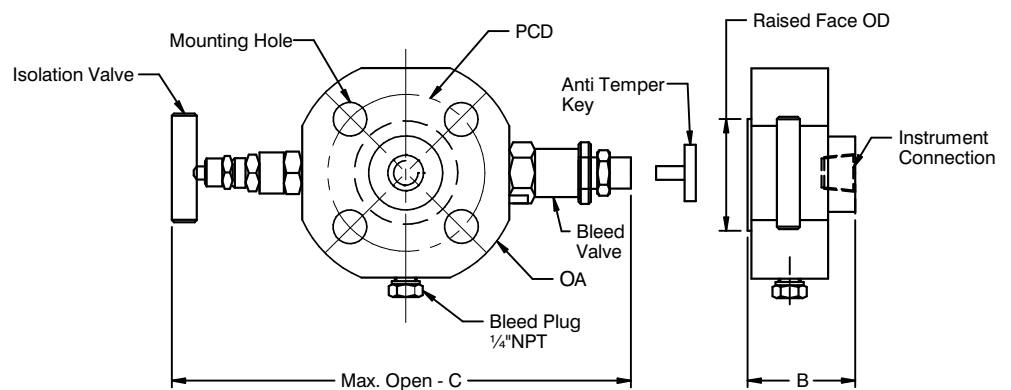 Raised Face OD
PCD
Mounting Hole
Isolation Valve
Anti Temper
Key
Instrument
Connection
Bleed
Valve
OA
Bleed Plug
¼"NPT
Max. Open - C
B